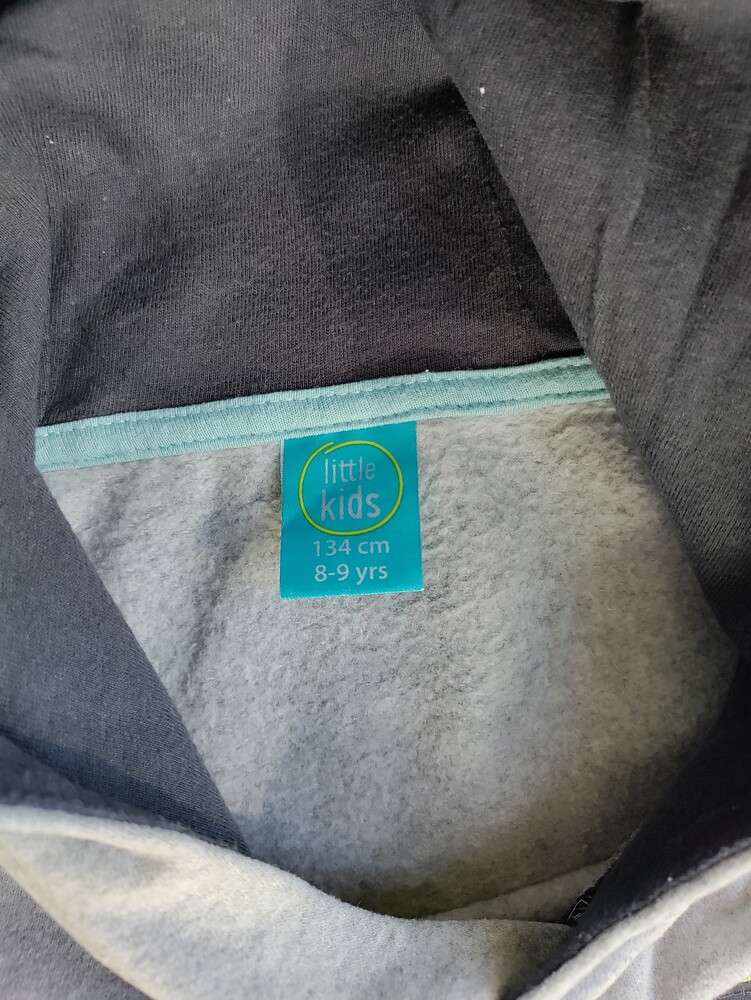 little
kids
134 cm
8-9 yrs